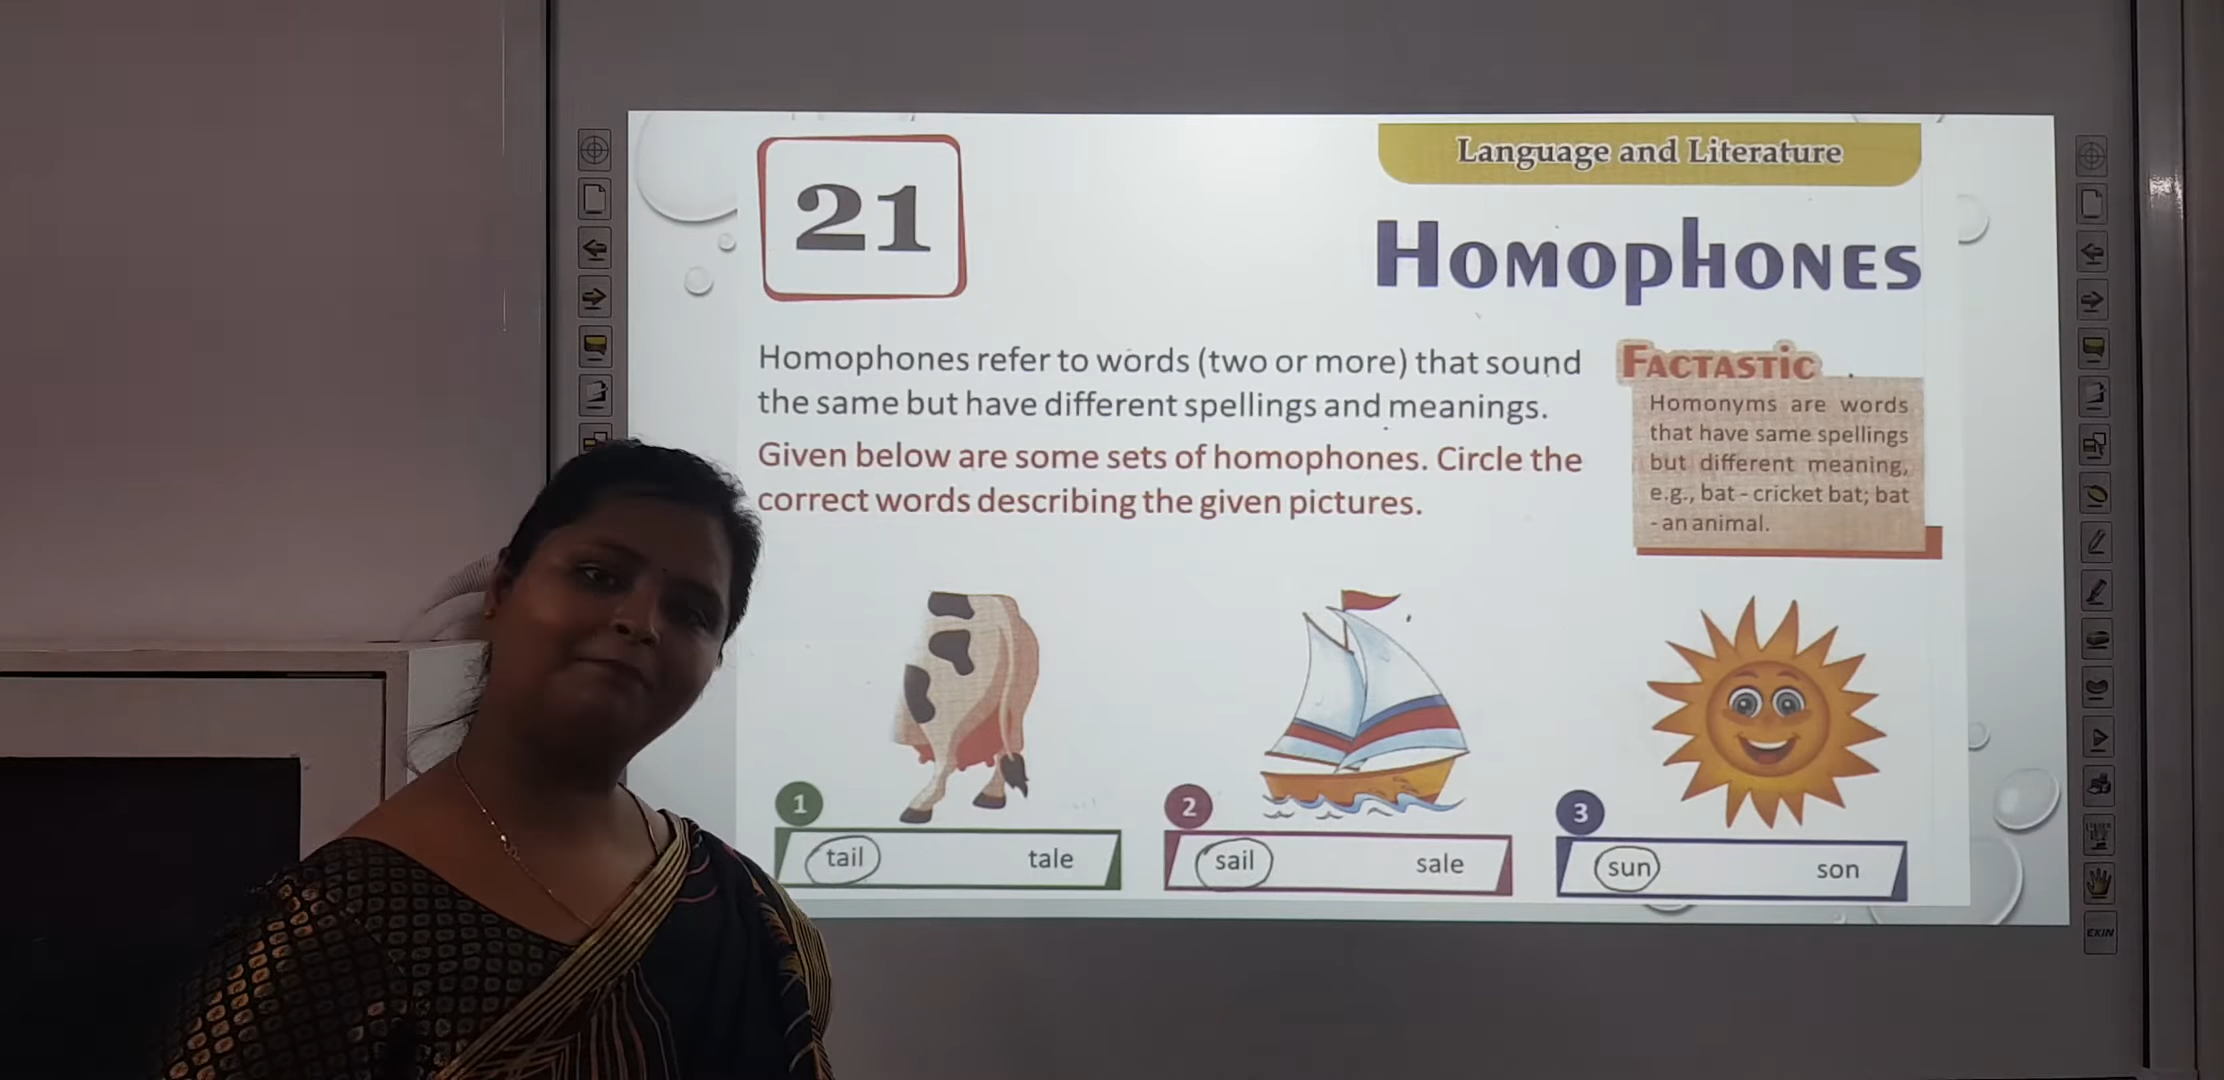 21
Language and Literature
Homophones
Homophones refer to words (two or more) that sound
the same but have different spellings and meanings.
Given below are some sets of homophones. Circle the
correct words describing the given pictures.
Factastic
Homonyms are words
that have same spellings
but different meaning,
e.g., bat - cricket bat; bat
- an animal.
1
tail tale
2
sail sale
3
sun son
EXIN